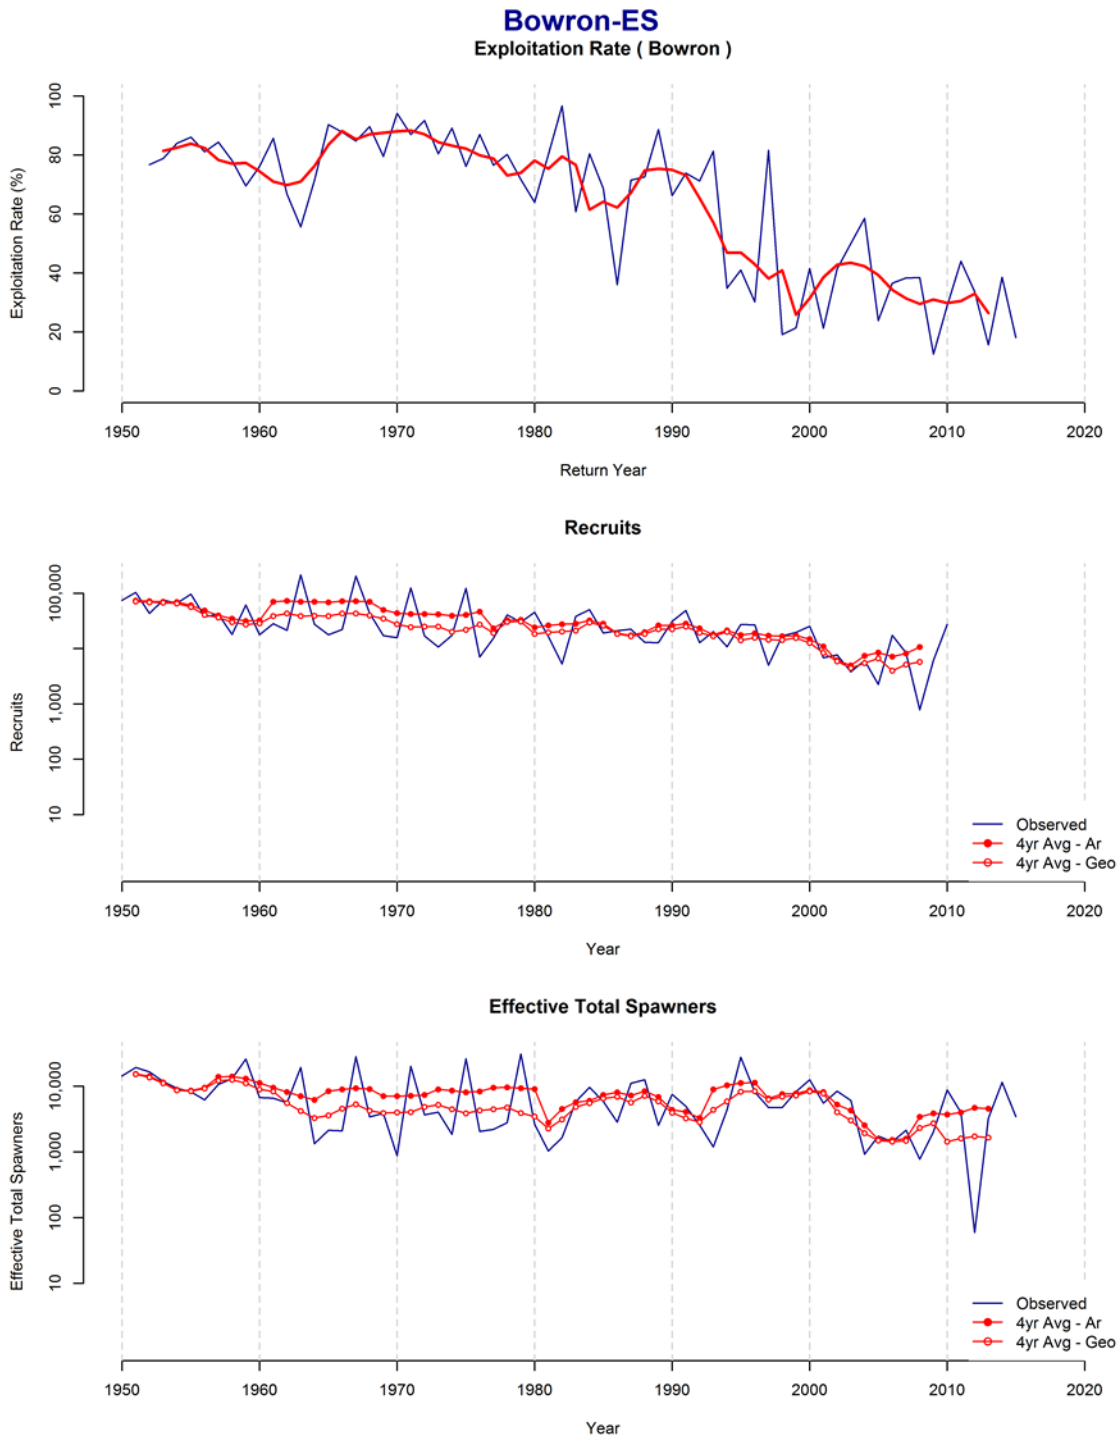 Bowron-ES
Exploitation Rate ( Bowron )
Exploitation Rate (%)
100
80
60
40
20
0
1950 1960 1970 1980 1990 2000 2010 2020
Return Year
Recruits
Recruits
100,000
1,000
100
10
Observed
4yr Avg - Ar
4yr Avg - Geo
1950 1960 1970 1980 1990 2000 2010 2020
Year
Effective Total Spawners
Effective Total Spawners
10,000
1,000
100
10
Observed
4yr Avg - Ar
4yr Avg - Geo
1950 1960 1970 1980 1990 2000 2010 2020
Year